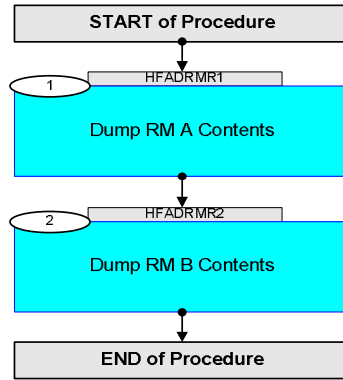 START of Procedure
HFADRMR1
1
Dump RM A Contents
HFADRMR2
2
Dump RM B Contents
END of Procedure